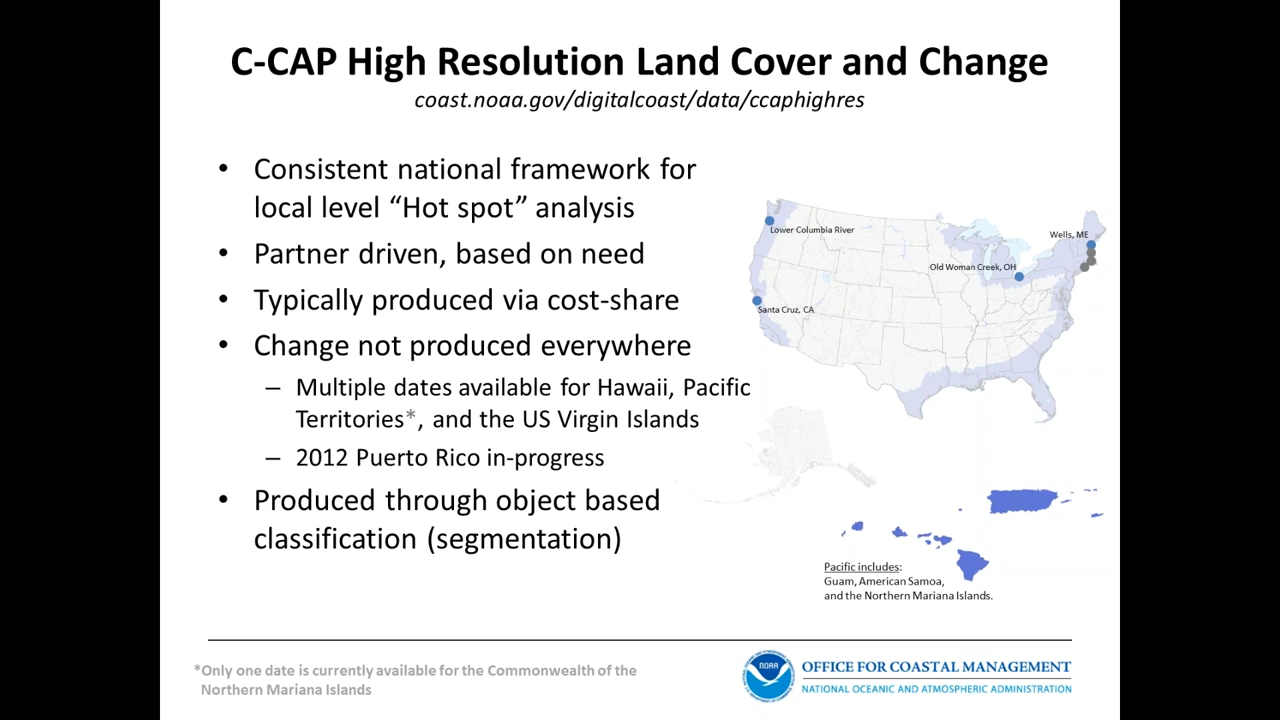 C-CAP High Resolution Land Cover and Change
coast.noaa.gov/digitalcoast/data/ccaphighres
• Consistent national framework for
local level “Hot spot” analysis
• Partner driven, based on need
• Typically produced via cost-share
• Change not produced everywhere
– Multiple dates available for Hawaii, Pacific
Territories*, and the US Virgin Islands
– 2012 Puerto Rico in-progress
• Produced through object based
classification (segmentation)
Lower Columbia River
Wells, ME
Old Woman Creek, OH
Santa Cruz, CA
Pacific includes:
Guam, American Samoa,
and the Northern Mariana Islands.
*Only one date is currently available for the Commonwealth of the
Northern Mariana Islands
NOAA
OFFICE FOR COASTAL MANAGEMENT
NATIONAL OCEANIC AND ATMOSPHERIC ADMINISTRATION